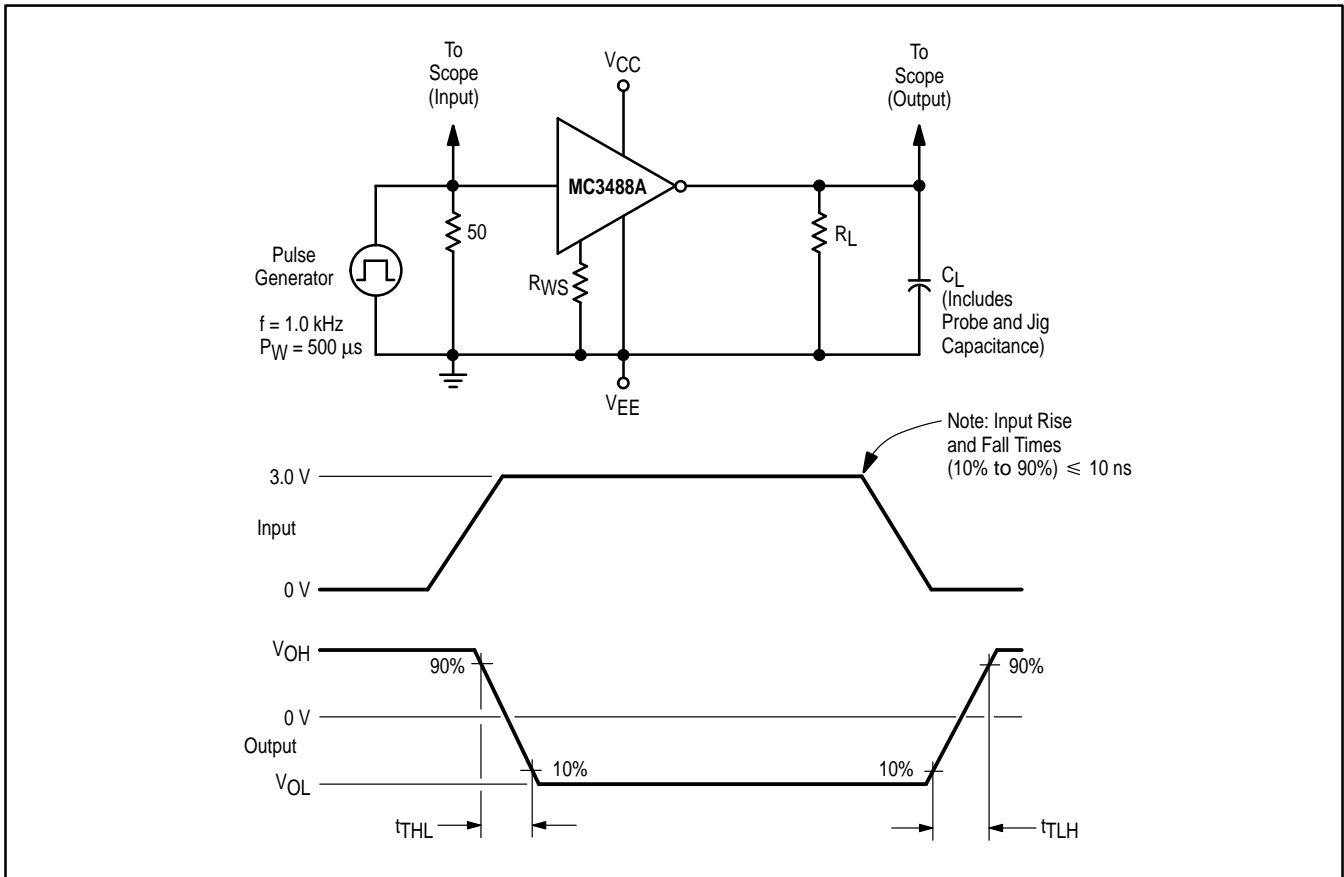 To
Scope
(Input)
VCC
To
Scope
(Output)
MC3488A
50
RL
Pulse
Generator
RWS
CL
(Includes
Probe and Jig
Capacitance)
f = 1.0 kHz
PW = 500 μs
VEE
Note: Input Rise
and Fall Times
(10% to 90%) ≤ 10 ns
3.0 V
Input
0 V
VOH
90%
90%
0 V
Output
10%
10%
VOL
tTHL
tTLH